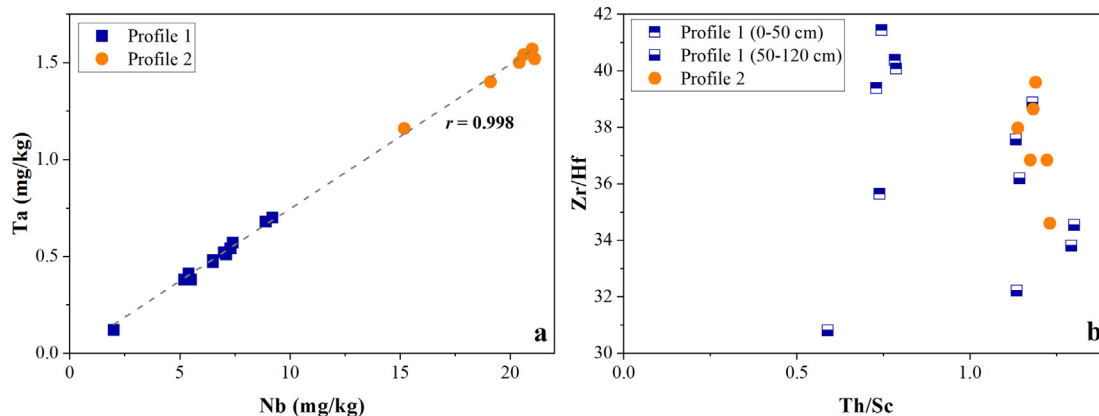 Profile 1
Profile 2
r = 0.998
Ta (mg/kg)
0.0
0.5
1.0
1.5
0
5
10
15
20
Nb (mg/kg)
a
Profile 1 (0-50 cm)
Profile 1 (50-120 cm)
Profile 2
Zr/Hf
30
32
34
36
38
40
42
0.0
0.5
1.0
Th/Sc
b